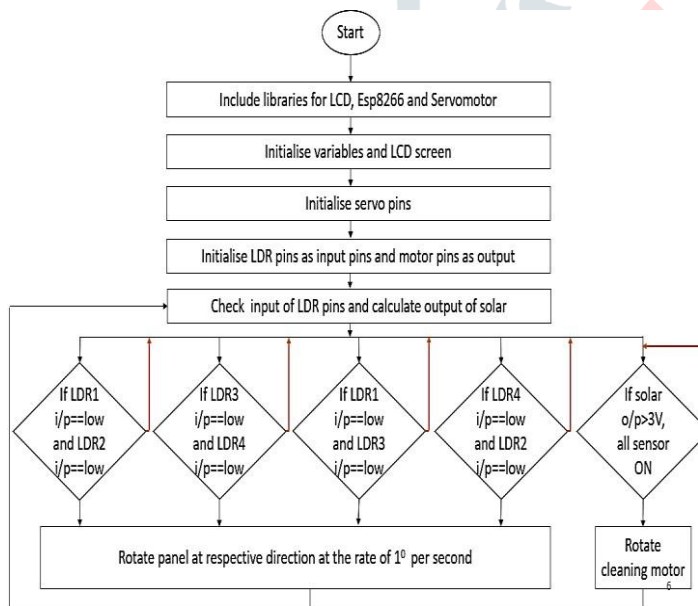 Start
Include libraries for LCD, Esp8266 and Servomotor
Initialise variables and LCD screen
Initialise servo pins
Initialise LDR pins as input pins and motor pins as output
Check input of LDR pins and calculate output of solar
If LDR1
i/p==low
and LDR2
i/p==low
If LDR3
i/p==low
and LDR4
i/p==low
If LDR1
i/p==low
and LDR3
i/p==low
If LDR4
i/p==low
and LDR2
i/p==low
If solar
o/p>3V,
all sensor
ON
Rotate panel at respective direction at the rate of 1⁰ per second
Rotate
cleaning motor
6